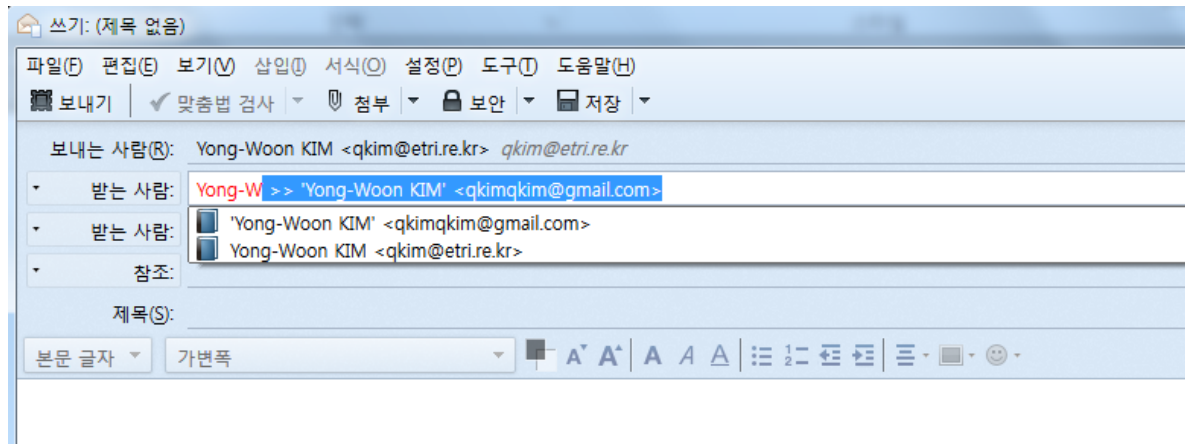 쓰기: (제목 없음)
파일(F) 편집(E) 보기(V) 삽입(I) 서식(O) 설정(P) 도구(T) 도움말(H)
보내기 맞춤법 검사 첨부 보안 저장
보내는 사람(R): Yong-Woon KIM <qkim@etri.re.kr> qkim@etri.re.kr
받는 사람: Yong-W >> 'Yong-Woon KIM' <qkimqkim@gmail.com>
'Yong-Woon KIM' <qkimqkim@gmail.com>
받는 사람:
Yong-Woon KIM <qkim@etri.re.kr>
참조:
제목(S):
본문 글자 가변폭